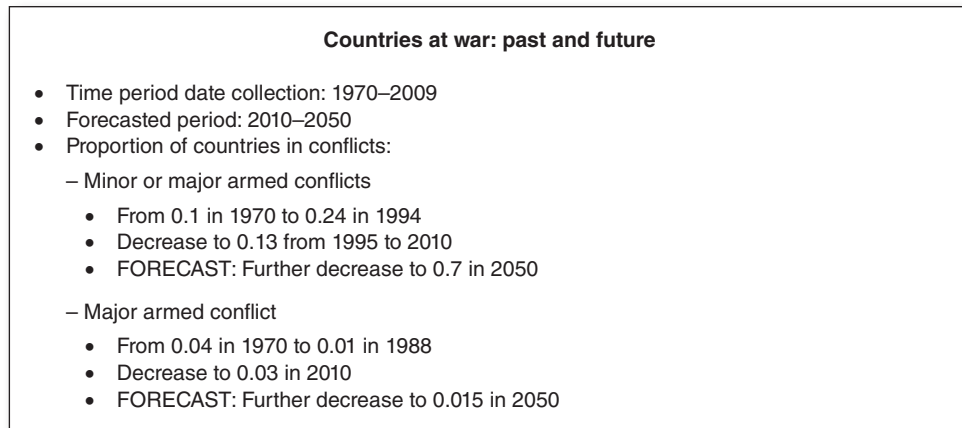 Countries at war: past and future
• Time period date collection: 1970–2009
• Forecasted period: 2010–2050
• Proportion of countries in conflicts:
– Minor or major armed conflicts
• From 0.1 in 1970 to 0.24 in 1994
• Decrease to 0.13 from 1995 to 2010
• FORECAST: Further decrease to 0.7 in 2050
– Major armed conflict
• From 0.04 in 1970 to 0.01 in 1988
• Decrease to 0.03 in 2010
• FORECAST: Further decrease to 0.015 in 2050